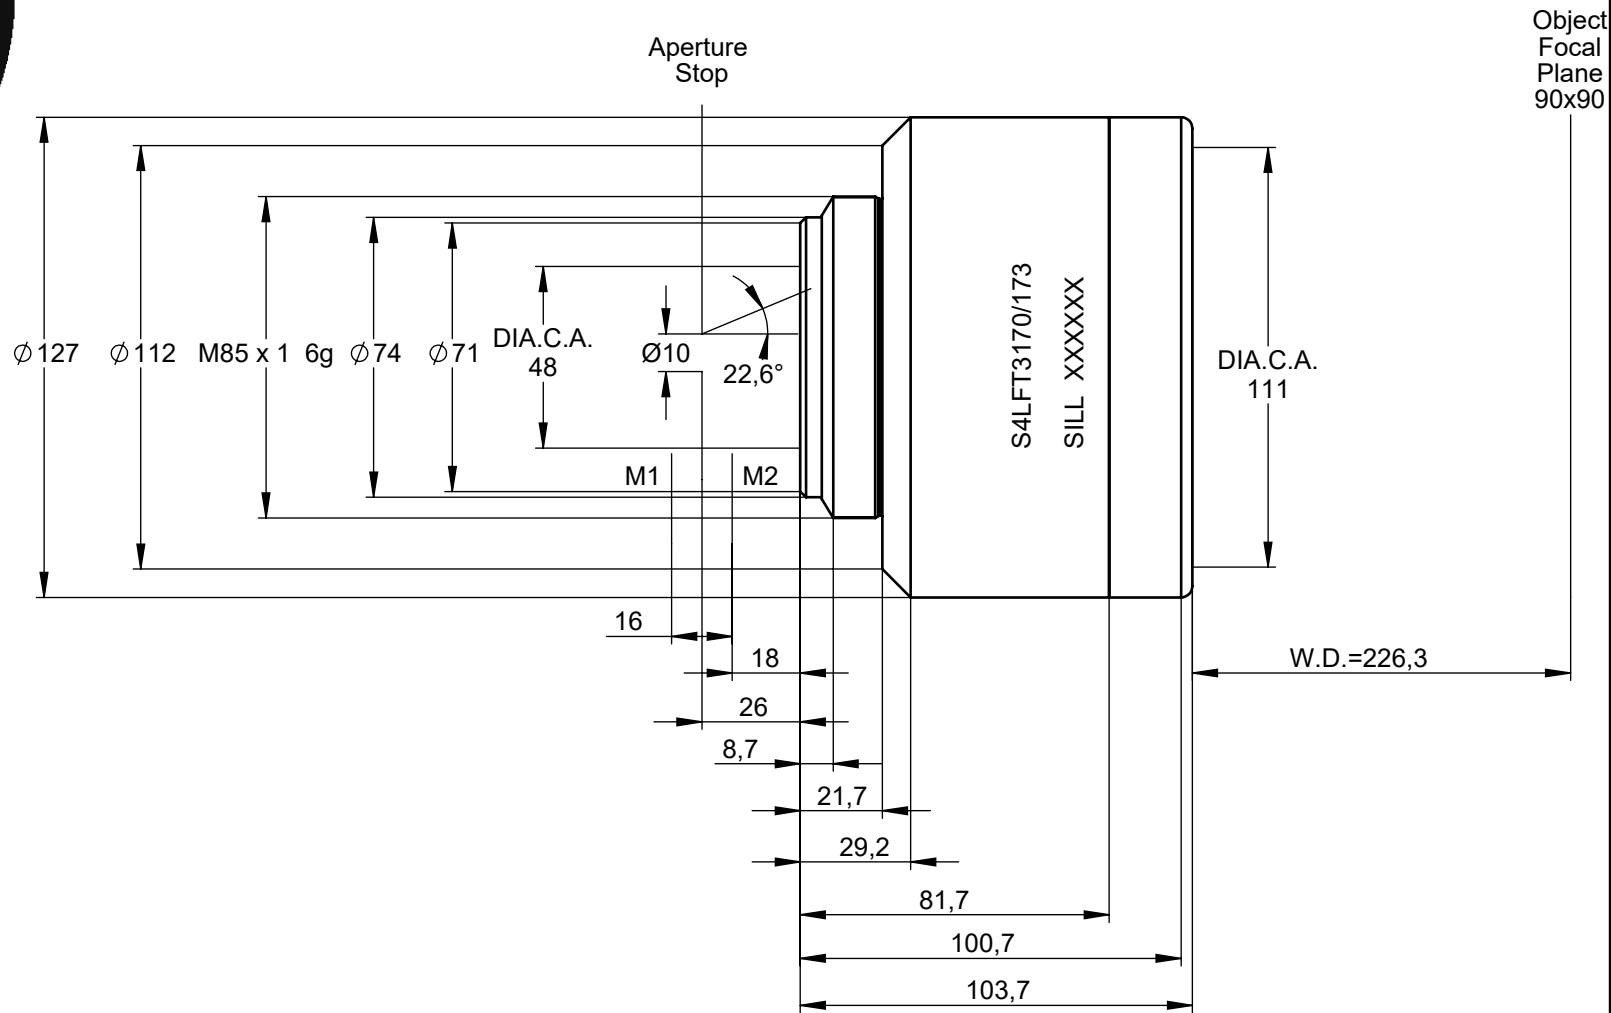 Object
Focal
Plane
90x90
Aperture
Stop
⌀127
⌀112
M85 x 1 6g
⌀74
⌀71
DIA.C.A.
48
Ø10
22,6°
S4LFT3170/173
SILL XXXXXX
DIA.C.A.
111
M1
M2
16
18
W.D.=226,3
26
8,7
21,7
29,2
81,7
100,7
103,7